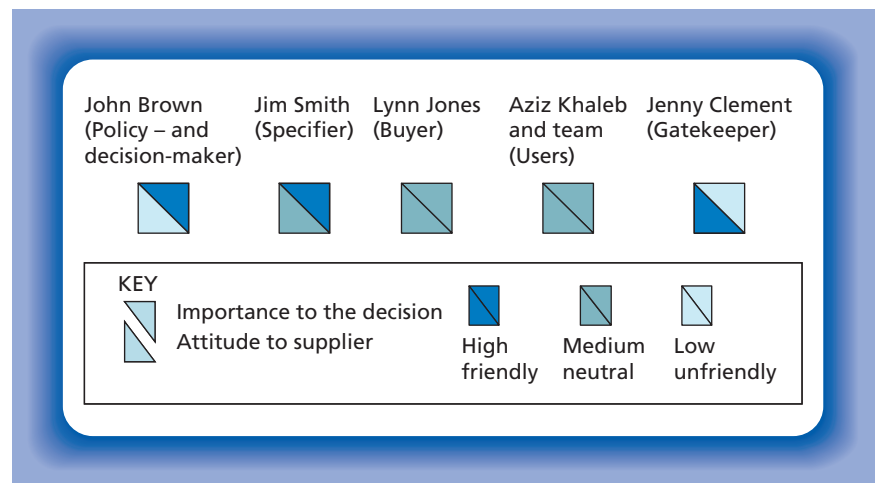 John Brown
(Policy – and
decision-maker)
Jim Smith
(Specifier)
Lynn Jones
(Buyer)
Aziz Khaleb
and team
(Users)
Jenny Clement
(Gatekeeper)
KEY
Importance to the decision
Attitude to supplier
High
friendly
Medium
neutral
Low
unfriendly